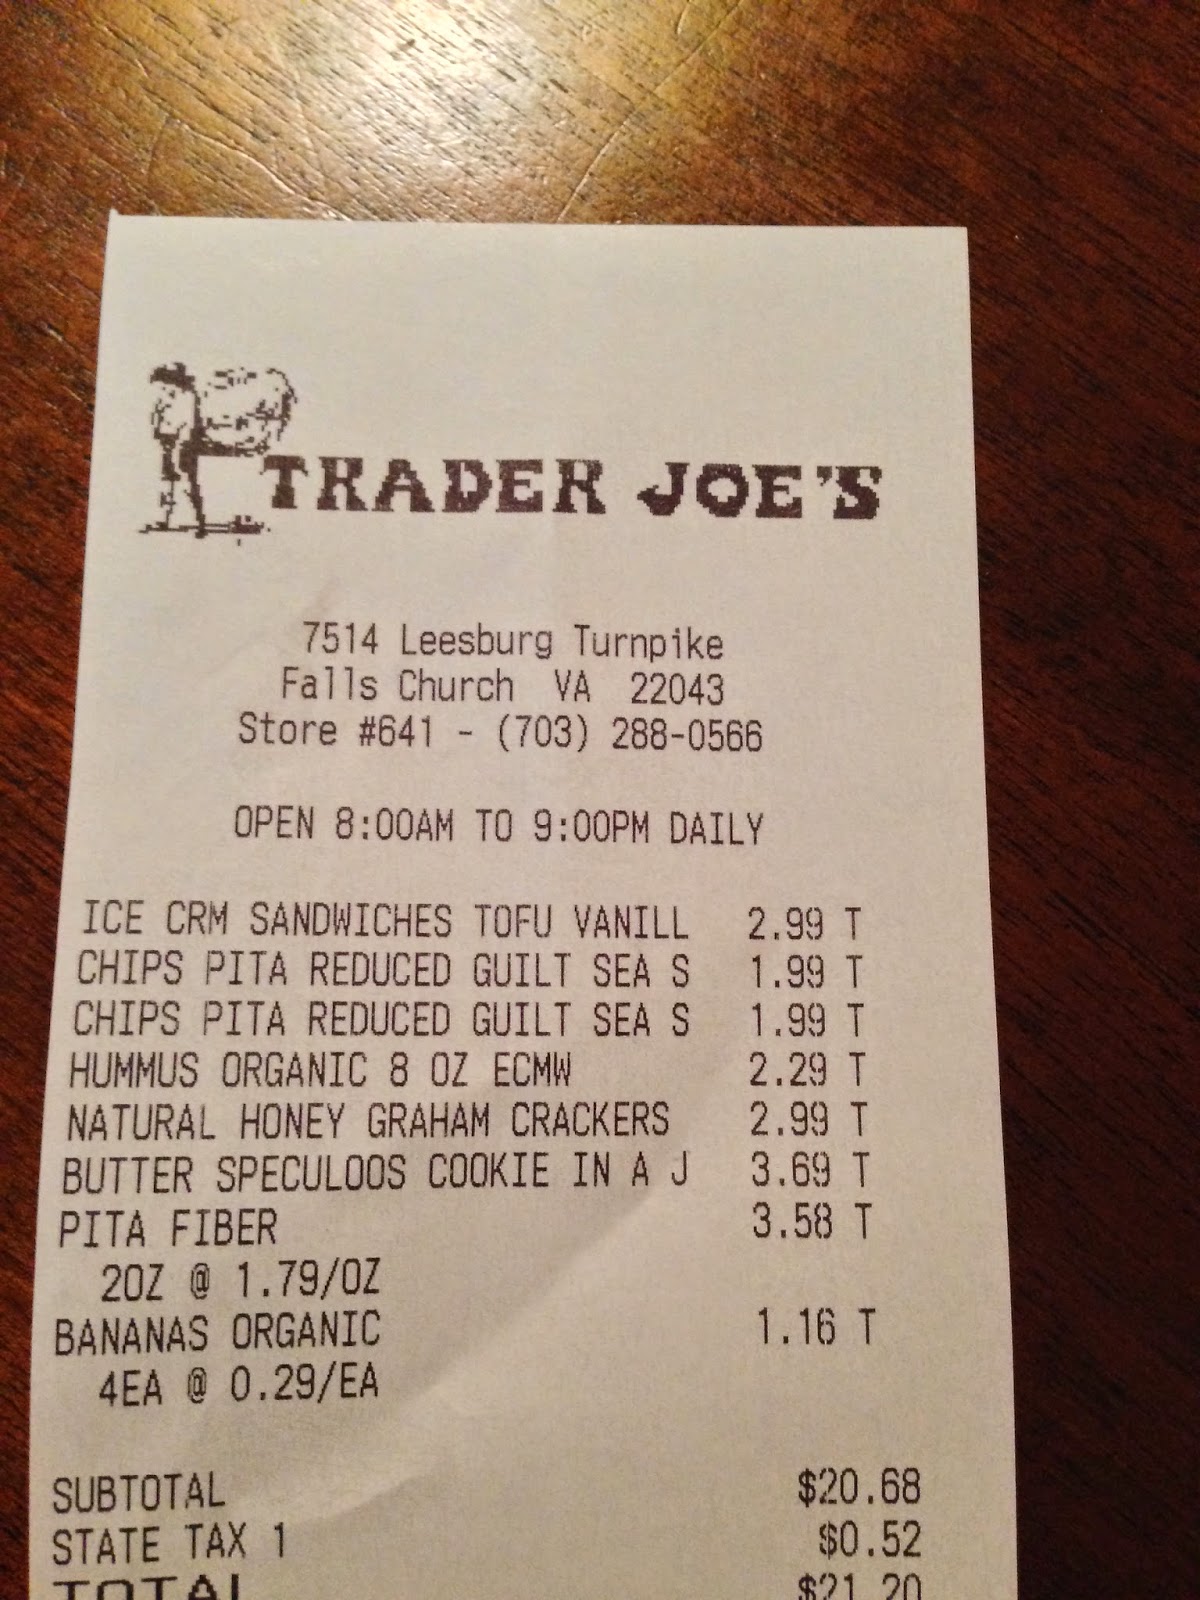 TRADER JOE'S
7514 Leesburg Turnpike
Falls Church VA 22043
Store #641 - (703) 288-0566
OPEN 8:00AM TO 9:00PM DAILY
ICE CRM SANDWICHES TOFU VANILL 2.99 T
CHIPS PITA REDUCED GUILT SEA S 1.99 T
CHIPS PITA REDUCED GUILT SEA S 1.99 T
HUMMUS ORGANIC 8 OZ ECMW 2.29 T
NATURAL HONEY GRAHAM CRACKERS 2.99 T
BUTTER SPECULOOS COOKIE IN A J 3.69 T
PITA FIBER 3.58 T
2OZ @ 1.79/OZ
BANANAS ORGANIC 1.16 T
4EA @ 0.29/EA
SUBTOTAL $20.68
STATE TAX 1 $0.52
TOTAL $21.20